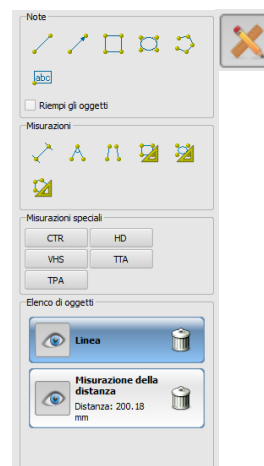 Note
abc
Riempi gli oggetti
Misurazioni
Misurazioni speciali
CTR
HD
VHS
TTA
TPA
Elenco di oggetti
Linea
Misurazione della
distanza
Distanza: 200.18
mm